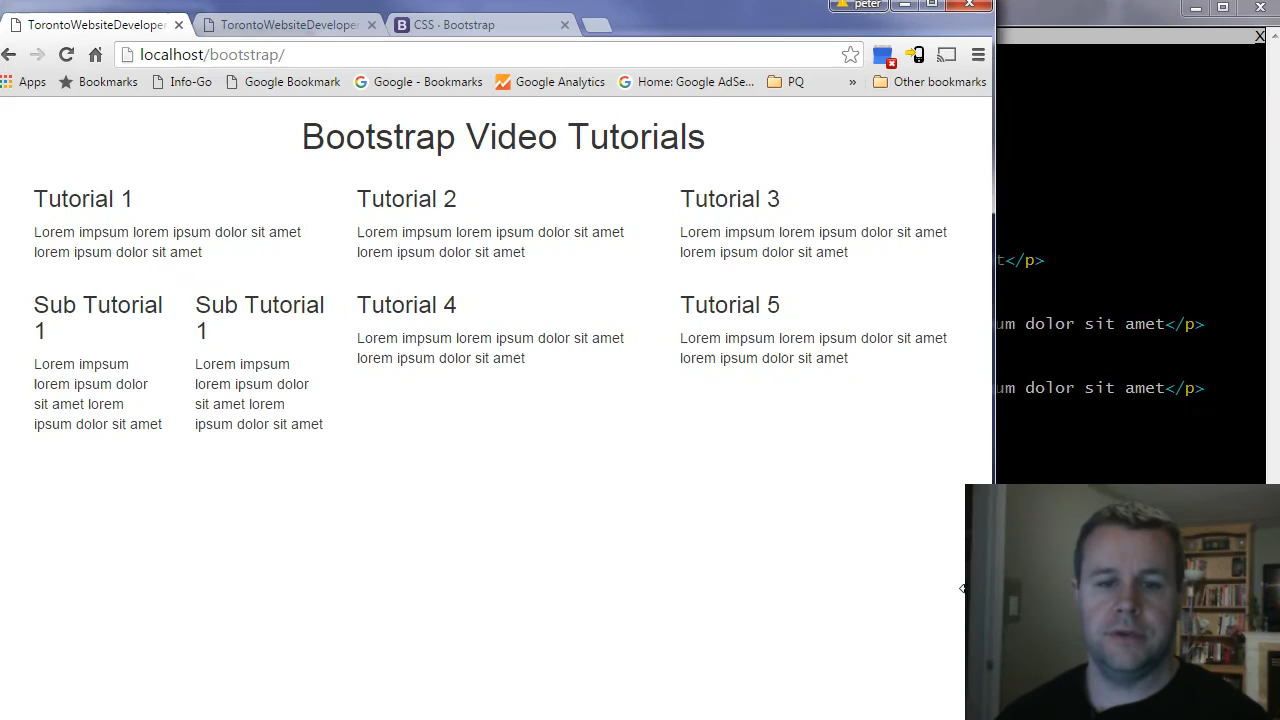 peter
TorontoWebsiteDeveloper
TorontoWebsiteDeveloper
B CSS · Bootstrap
localhost/bootstrap/
Apps Bookmarks Info-Go Google Bookmark Google - Bookmarks Google Analytics Home: Google AdSe... PQ » Other bookmarks
X
Bootstrap Video Tutorials
Tutorial 1
Lorem impsum lorem ipsum dolor sit amet
lorem ipsum dolor sit amet
Tutorial 2
Lorem impsum lorem ipsum dolor sit amet
lorem ipsum dolor sit amet
Tutorial 3
Lorem impsum lorem ipsum dolor sit amet
lorem ipsum dolor sit amet
Sub Tutorial
1
Lorem impsum
lorem ipsum dolor
sit amet lorem
ipsum dolor sit amet
Sub Tutorial
1
Lorem impsum
lorem ipsum dolor
sit amet lorem
ipsum dolor sit amet
Tutorial 4
Lorem impsum lorem ipsum dolor sit amet
lorem ipsum dolor sit amet
Tutorial 5
Lorem impsum lorem ipsum dolor sit amet
lorem ipsum dolor sit amet
t</p>
um dolor sit amet</p>
um dolor sit amet</p>